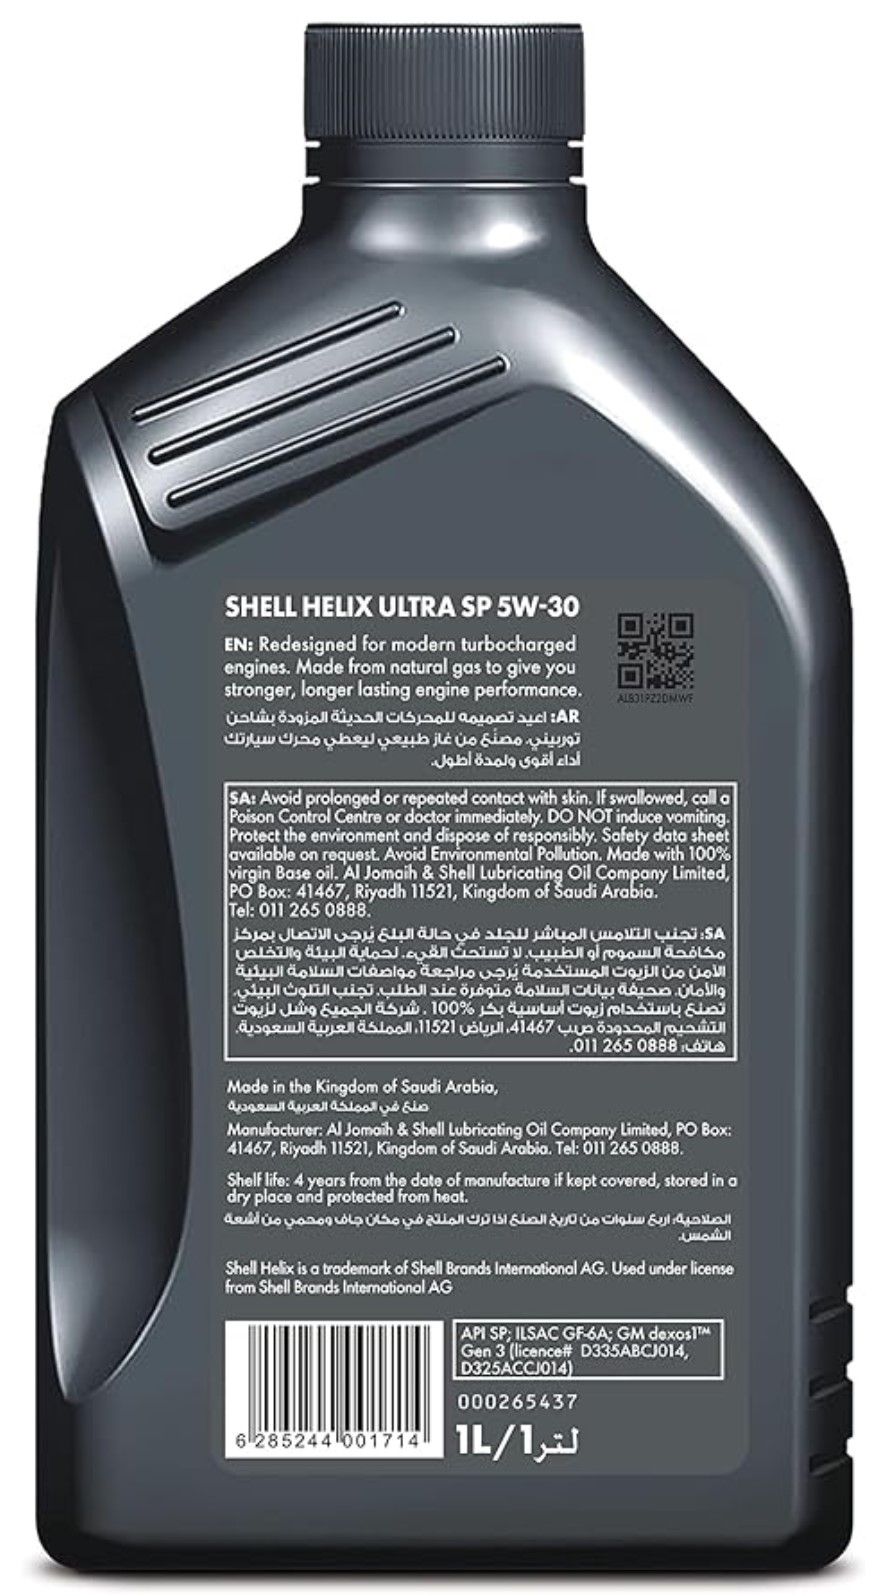 SHELL HELIX ULTRA SP 5W-30
EN: Redesigned for modern turbocharged
engines. Made from natural gas to give you
stronger, longer lasting engine performance.
AR: اعيد تصميمه للمحركات الحديثة المزودة بشاحن
توربيني. مصنّع من غاز طبيعي ليعطي محرك سيارتك
أداء أقوى ولمدة أطول.
SA: Avoid prolonged or repeated contact with skin. If swallowed, call a
Poison Control Centre or doctor immediately. DO NOT induce vomiting.
Protect the environment and dispose of responsibly. Safety data sheet
available on request. Avoid Environmental Pollution. Made with 100%
virgin Base oil. Al Jomaih & Shell Lubricating Oil Company Limited,
PO Box: 41467, Riyadh 11521, Kingdom of Saudi Arabia.
Tel: 011 265 0888.
SA: تجنب التلامس المباشر للجلد في حالة البلع يُرجى الاتصال بمركز
مكافحة السموم أو الطبيب. لا تستحث القيء. لحماية البيئة والتخلص
الآمن من الزيوت المستخدمة يُرجى مراجعة مواصفات السلامة البيئية
والأمان. صحيفة بيانات السلامة متوفرة عند الطلب. تجنب التلوث البيئي.
تصنع باستخدام زيوت أساسية بكر 100%. شركة الجميع وشل لزيوت
التشحيم المحدودة ص.ب 41467، الرياض 11521، المملكة العربية السعودية.
هاتف: 0888 265 011.
Made in the Kingdom of Saudi Arabia,
صنع في المملكة العربية السعودية
Manufacturer: Al Jomaih & Shell Lubricating Oil Company Limited, PO Box:
41467, Riyadh 11521, Kingdom of Saudi Arabia. Tel: 011 265 0888.
Shelf life: 4 years from the date of manufacture if kept covered, stored in a
dry place and protected from heat.
الصلاحية: اربع سنوات من تاريخ الصنع اذا ترك المنتج في مكان جاف ومحمي من أشعة
الشمس.
Shell Helix is a trademark of Shell Brands International AG. Used under license
from Shell Brands International AG
API SP; ILSAC GF-6A; GM dexos1™
Gen 3 (licence# D335ABCJ014,
D325ACCJ014)
000265437
1L/1لتر
6 285244 001714